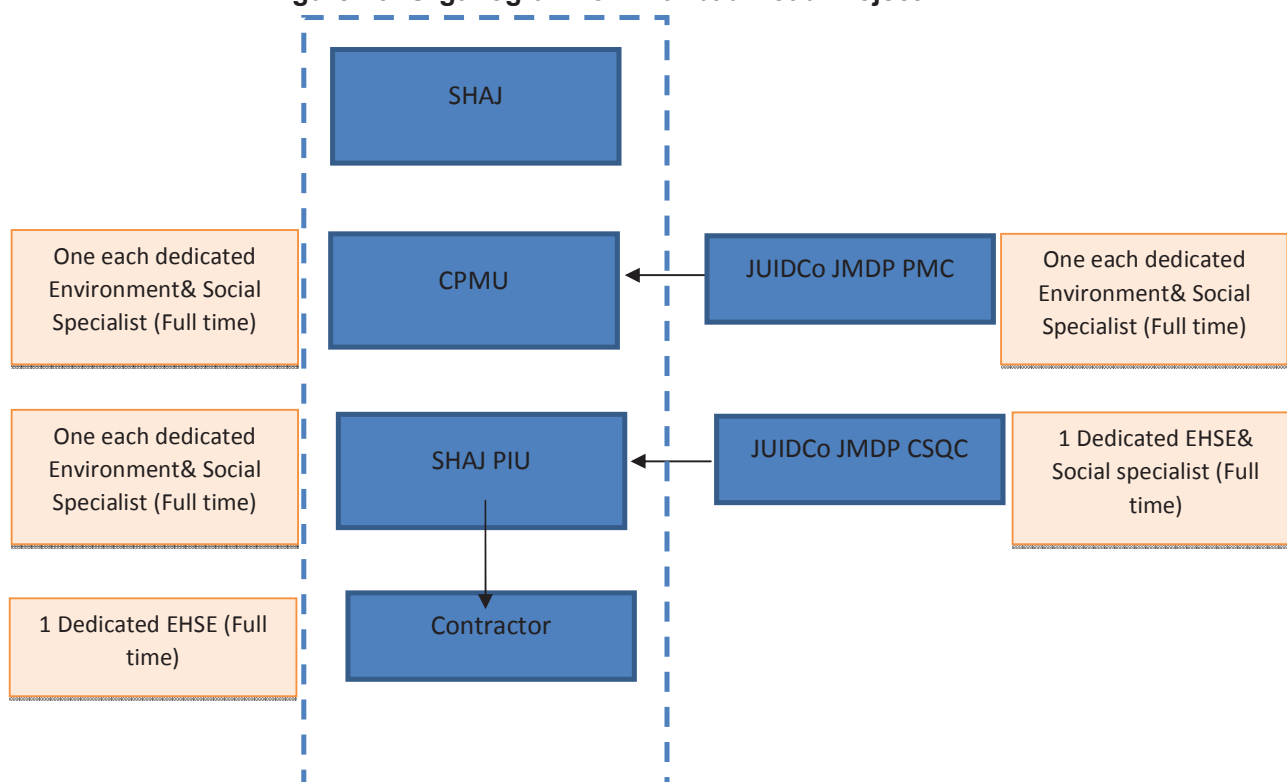 SHAJ
One each dedicated
Environment& Social
Specialist (Full time)
CPMU
JUIDCo JMDP PMC
One each dedicated
Environment& Social
Specialist (Full time)
One each dedicated
Environment& Social
Specialist (Full time)
SHAJ PIU
JUIDCo JMDP CSQC
1 Dedicated EHSE&
Social specialist (Full
time)
1 Dedicated EHSE (Full
time)
Contractor